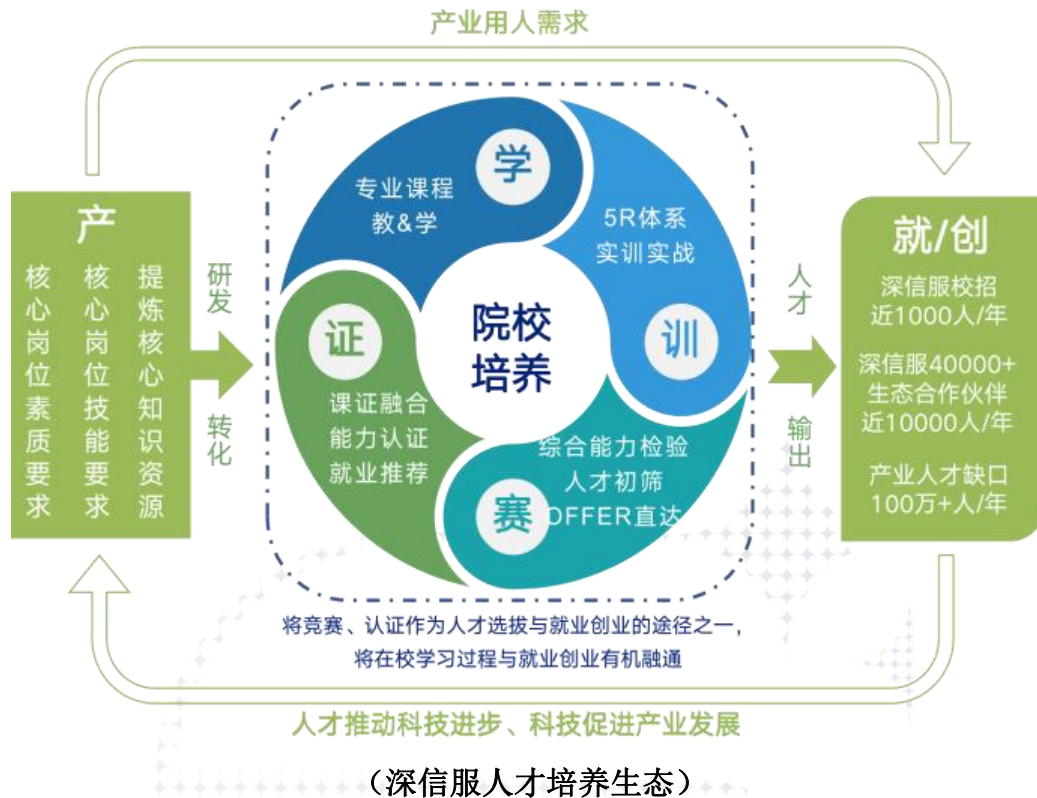 产业用人需求
产
核心岗位素质要求
核心岗位技能要求
提炼核心知识资源
研发
转化
学
专业课程
教&学
5R体系
实训实战
训
院校
培养
证
课证融合
能力认证
就业推荐
综合能力检验
人才初筛
OFFER直达
赛
将竞赛、认证作为人才选拔与就业创业的途径之一，
将在校学习过程与就业创业有机融通
人才
输出
就/创
深信服校招
近1000人/年
深信服40000+
生态合作伙伴
近10000人/年
产业人才缺口
100万+人/年
人才推动科技进步、科技促进产业发展
（深信服人才培养生态）